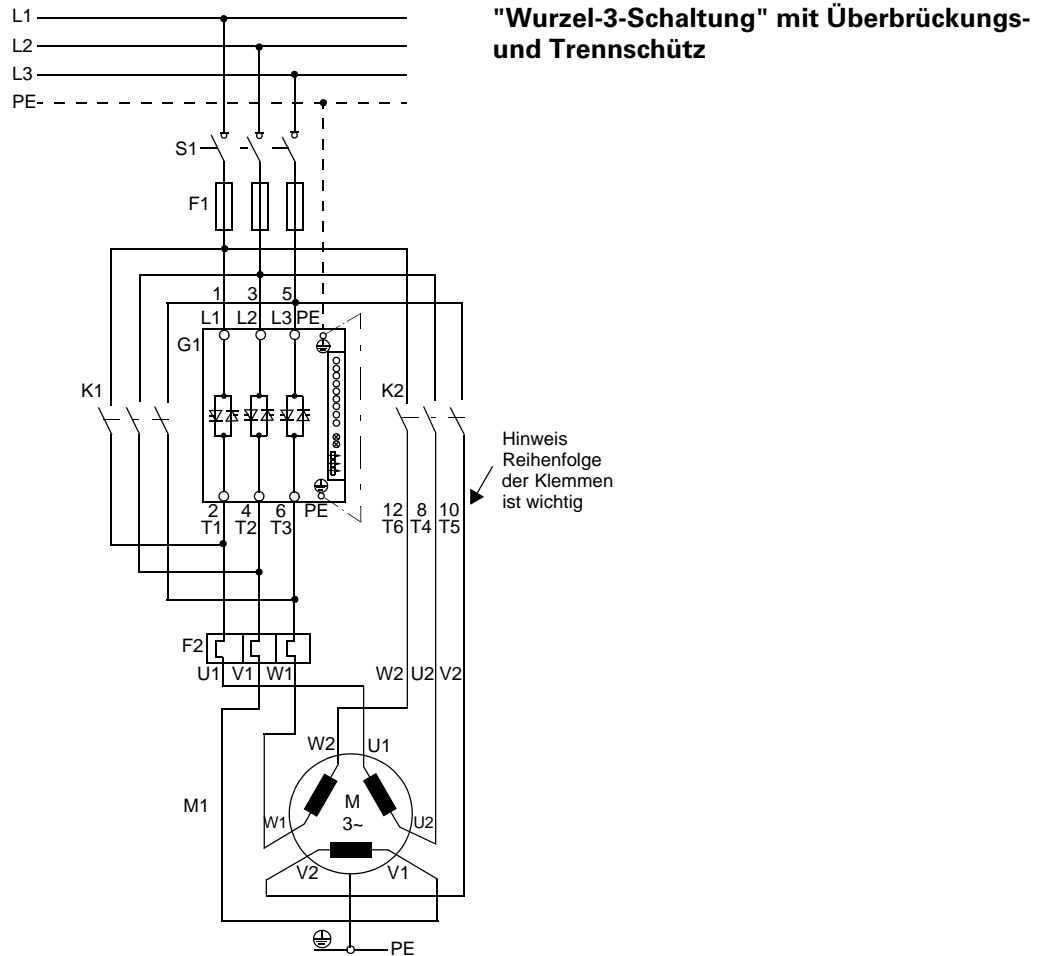 "Wurzel-3-Schaltung" mit Überbrückungs-
und Trennschütz
L1
L2
L3
PE
S1
F1
1 3 5
L1 L2 L3 PE
G1
K1 K2
Hinweis
Reihenfolge
der Klemmen
ist wichtig
2 4 6 PE 12 8 10
T1 T2 T3 T6 T4 T5
F2
U1 V1 W1 W2 U2 V2
W2 U1
M1 M
3~
W1 U2
V2 V1
PE